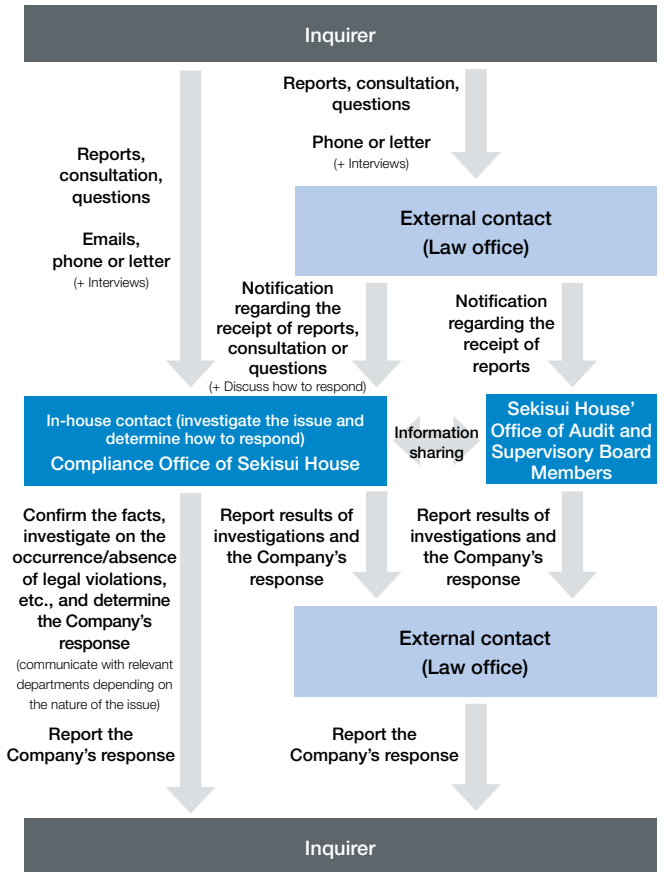 Inquirer
Reports, consultation,
questions
Phone or letter
(+ Interviews)
Reports,
consultation,
questions
Emails,
phone or letter
(+ Interviews)
External contact
(Law office)
Notification
regarding the
receipt of reports,
consultation or
questions
(+ Discuss how to respond)
Notification
regarding the
receipt of
reports
In-house contact (investigate the issue and
determine how to respond)
Compliance Office of Sekisui House
Information
sharing
Sekisui House'
Office of Audit and
Supervisory Board
Members
Confirm the facts,
investigate on the
occurrence/absence
of legal violations,
etc., and determine
the Company's
response
(communicate with relevant
departments depending on
the nature of the issue)
Report the
Company's response
Report results of
investigations and
the Company's
response
Report results of
investigations and
the Company's
response
External contact
(Law office)
Report the
Company's response
Inquirer